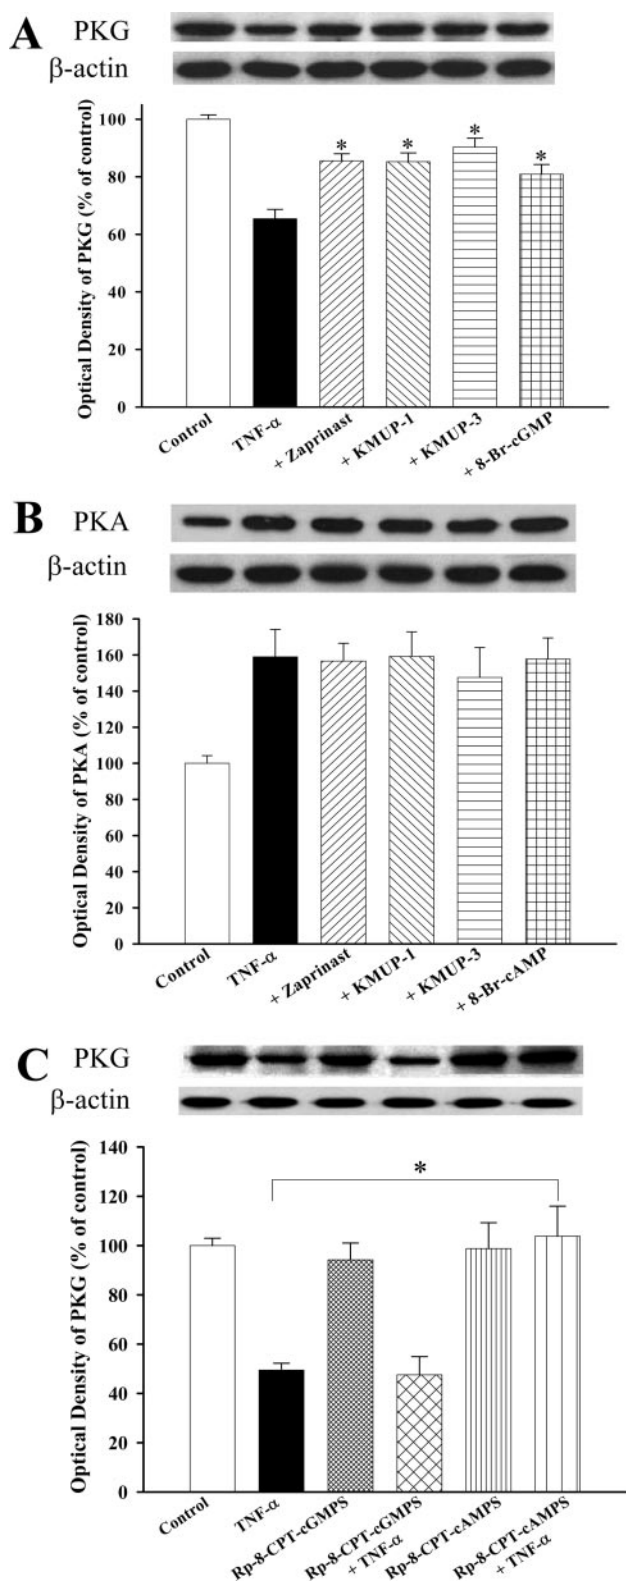 A
PKG
β-actin
Optical Density of PKG (% of control)
100
80
60
40
20
0
* * * *
Control
TNF-α
+ Zaprinast
+ KMUP-1
+ KMUP-3
+ 8-Br-cGMP
B
PKA
β-actin
Optical Density of PKA (% of control)
180
160
140
120
100
80
60
40
20
0
Control
TNF-α
+ Zaprinast
+ KMUP-1
+ KMUP-3
+ 8-Br-cAMP
C
PKG
β-actin
Optical Density of PKG (% of control)
140
120
100
80
60
40
20
0
*
Control
TNF-α
Rp-8-CPT-cGMPS
Rp-8-CPT-cGMPS
+ TNF-α
Rp-8-CPT-cAMPS
Rp-8-CPT-cAMPS
+ TNF-α